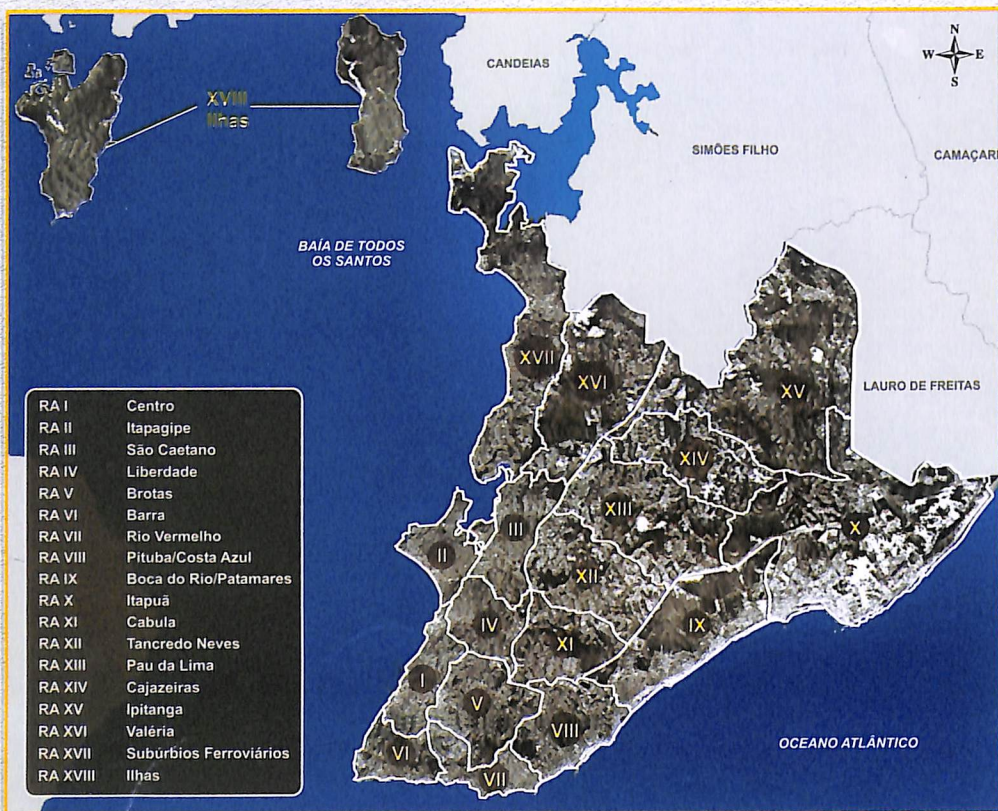 N
W E
S
CANDEIAS
XVIII
Ilhas
SIMÕES FILHO
CAMAÇARI
BAÍA DE TODOS
OS SANTOS
XVII
XVI
XV
LAURO DE FREITAS
XIV
XIII
X
III
II
XII
IX
IV
XI
I
V
VIII
VI
VII
OCEANO ATLÂNTICO
RA I Centro
RA II Itapagipe
RA III São Caetano
RA IV Liberdade
RA V Brotas
RA VI Barra
RA VII Rio Vermelho
RA VIII Pituba/Costa Azul
RA IX Boca do Rio/Patamares
RA X Itapuã
RA XI Cabula
RA XII Tancredo Neves
RA XIII Pau da Lima
RA XIV Cajazeiras
RA XV Ipitanga
RA XVI Valéria
RA XVII Subúrbios Ferroviários
RA XVIII Ilhas